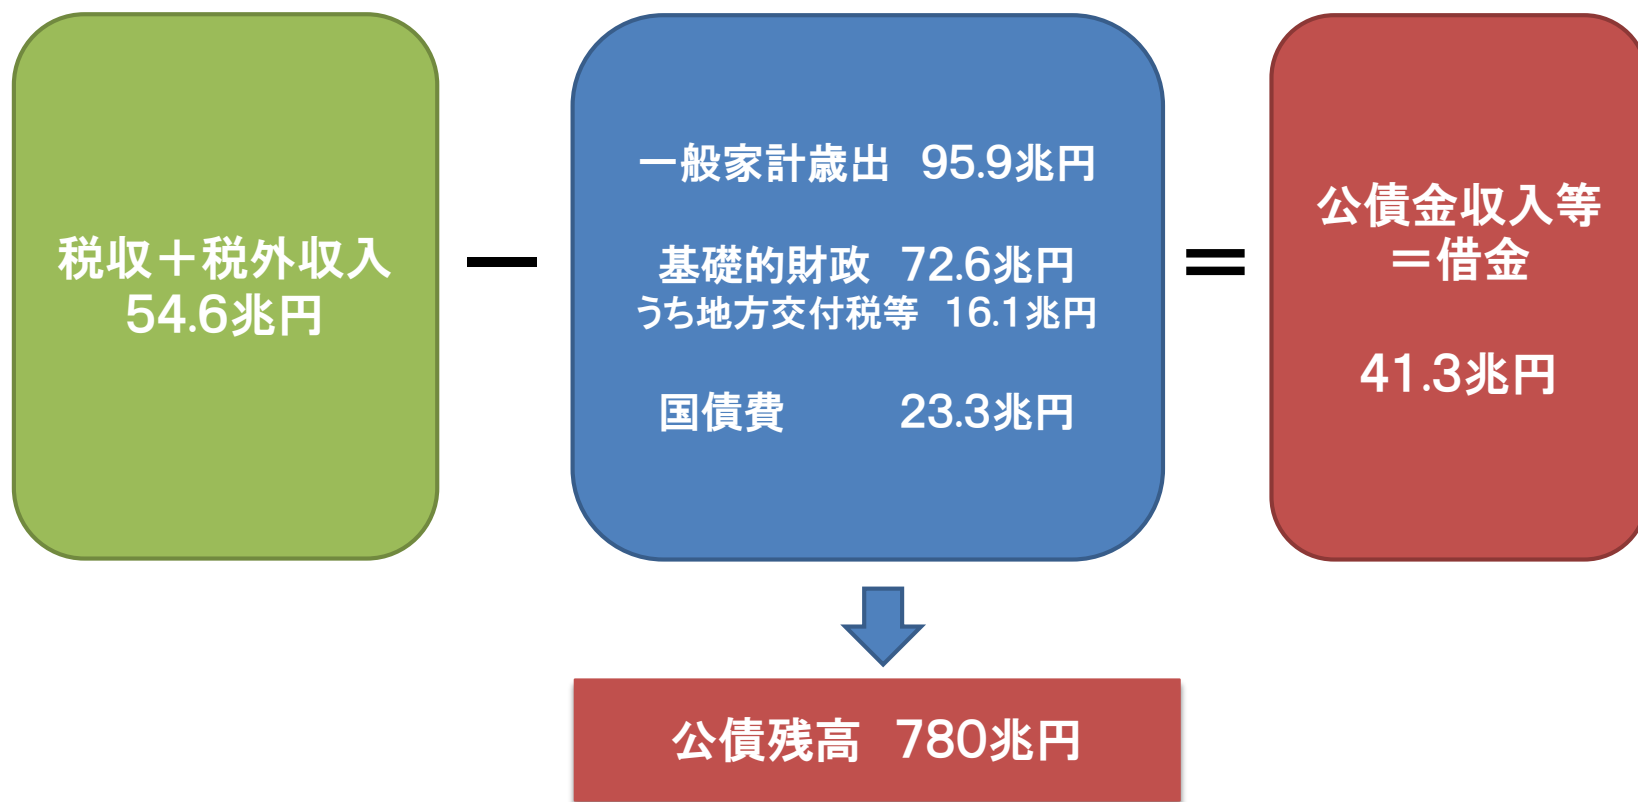 税収＋税外収入
54.6兆円
－
一般家計歳出 95.9兆円
基礎的財政 72.6兆円
うち地方交付税等 16.1兆円
国債費 23.3兆円
＝
公債金収入等
＝借金
41.3兆円
公債残高 780兆円